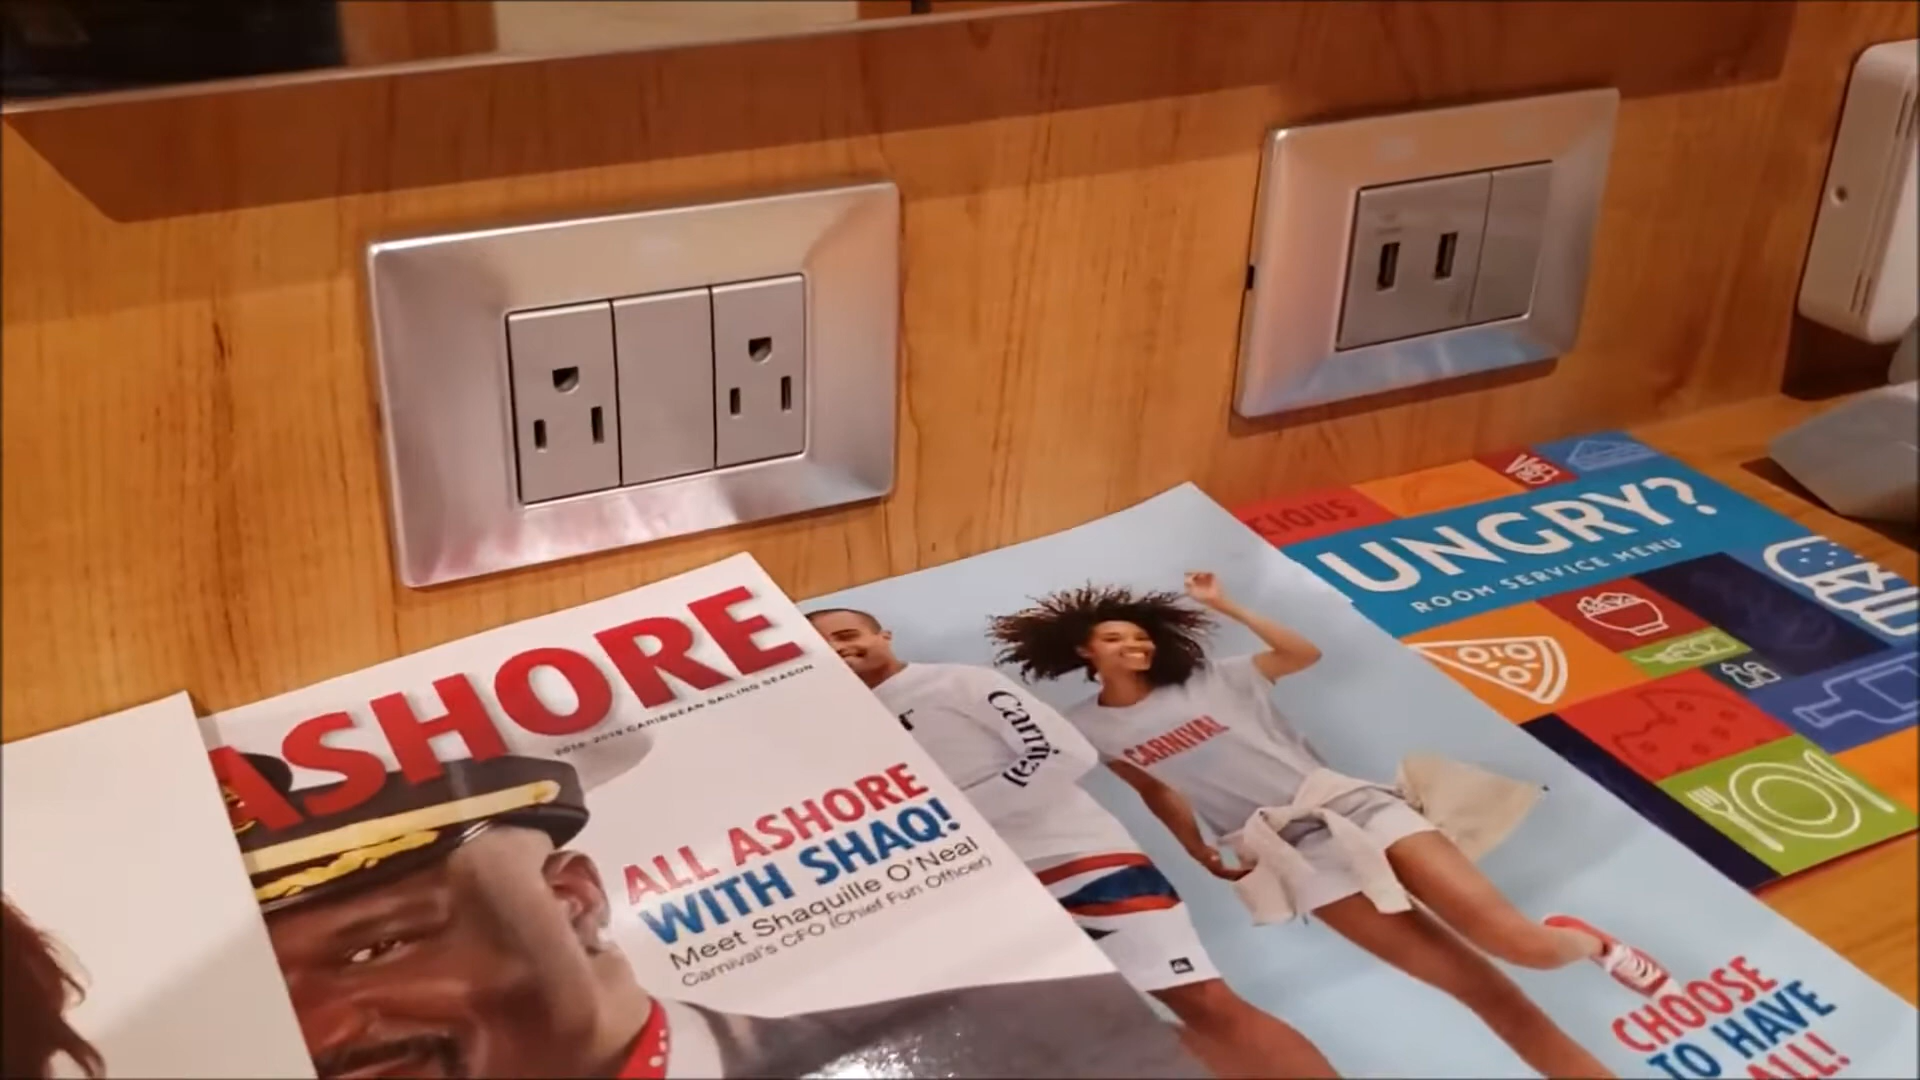 ASHORE
2018-2019 CARIBBEAN SAILING SEASON
ALL ASHORE
WITH SHAQ!
Meet Shaquille O'Neal
Carnival's CFO (Chief Fun Officer)
Carni
CARNIVAL
CHOOSE
TO HAVE
ALL!
CIOUS
UNGRY?
ROOM SERVICE MENU